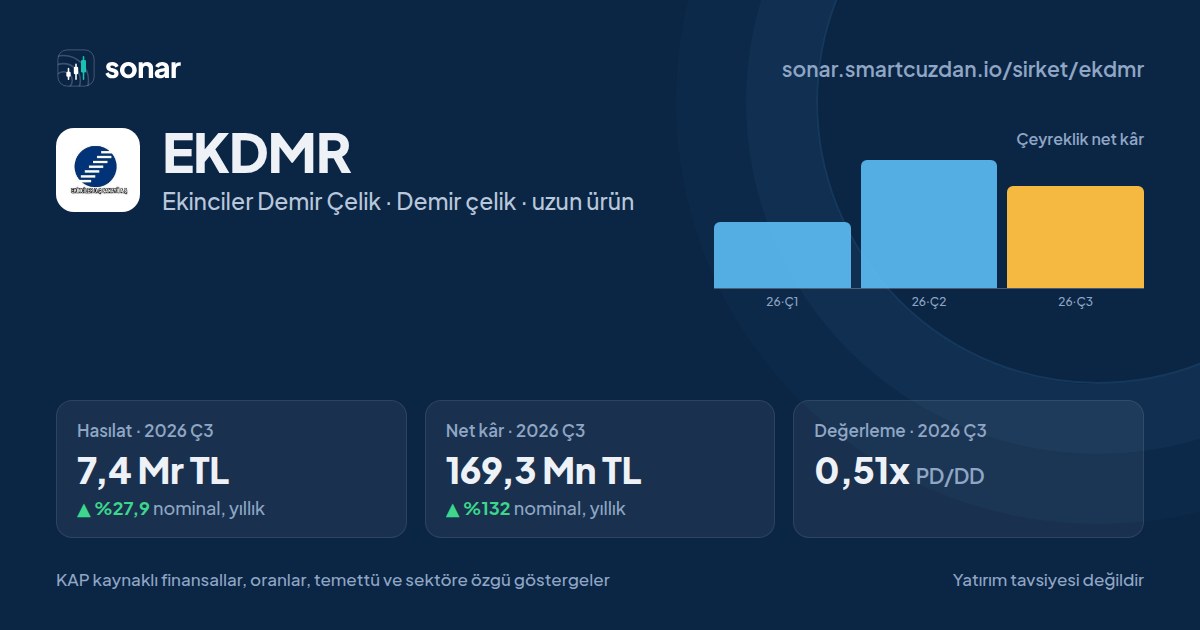 sonar
sonar.smartcuzdan.io/sirket/ekdmr
EKDMR
Ekinciler Demir Çelik · Demir çelik · uzun ürün
Çeyreklik net kâr
26·Ç1 26·Ç2 26·Ç3
Hasılat · 2026 Ç3
7,4 Mr TL
▲ %27,9 nominal, yıllık
Net kâr · 2026 Ç3
169,3 Mn TL
▲ %132 nominal, yıllık
Değerleme · 2026 Ç3
0,51x PD/DD
KAP kaynaklı finansallar, oranlar, temettü ve sektöre özgü göstergeler
Yatırım tavsiyesi değildir